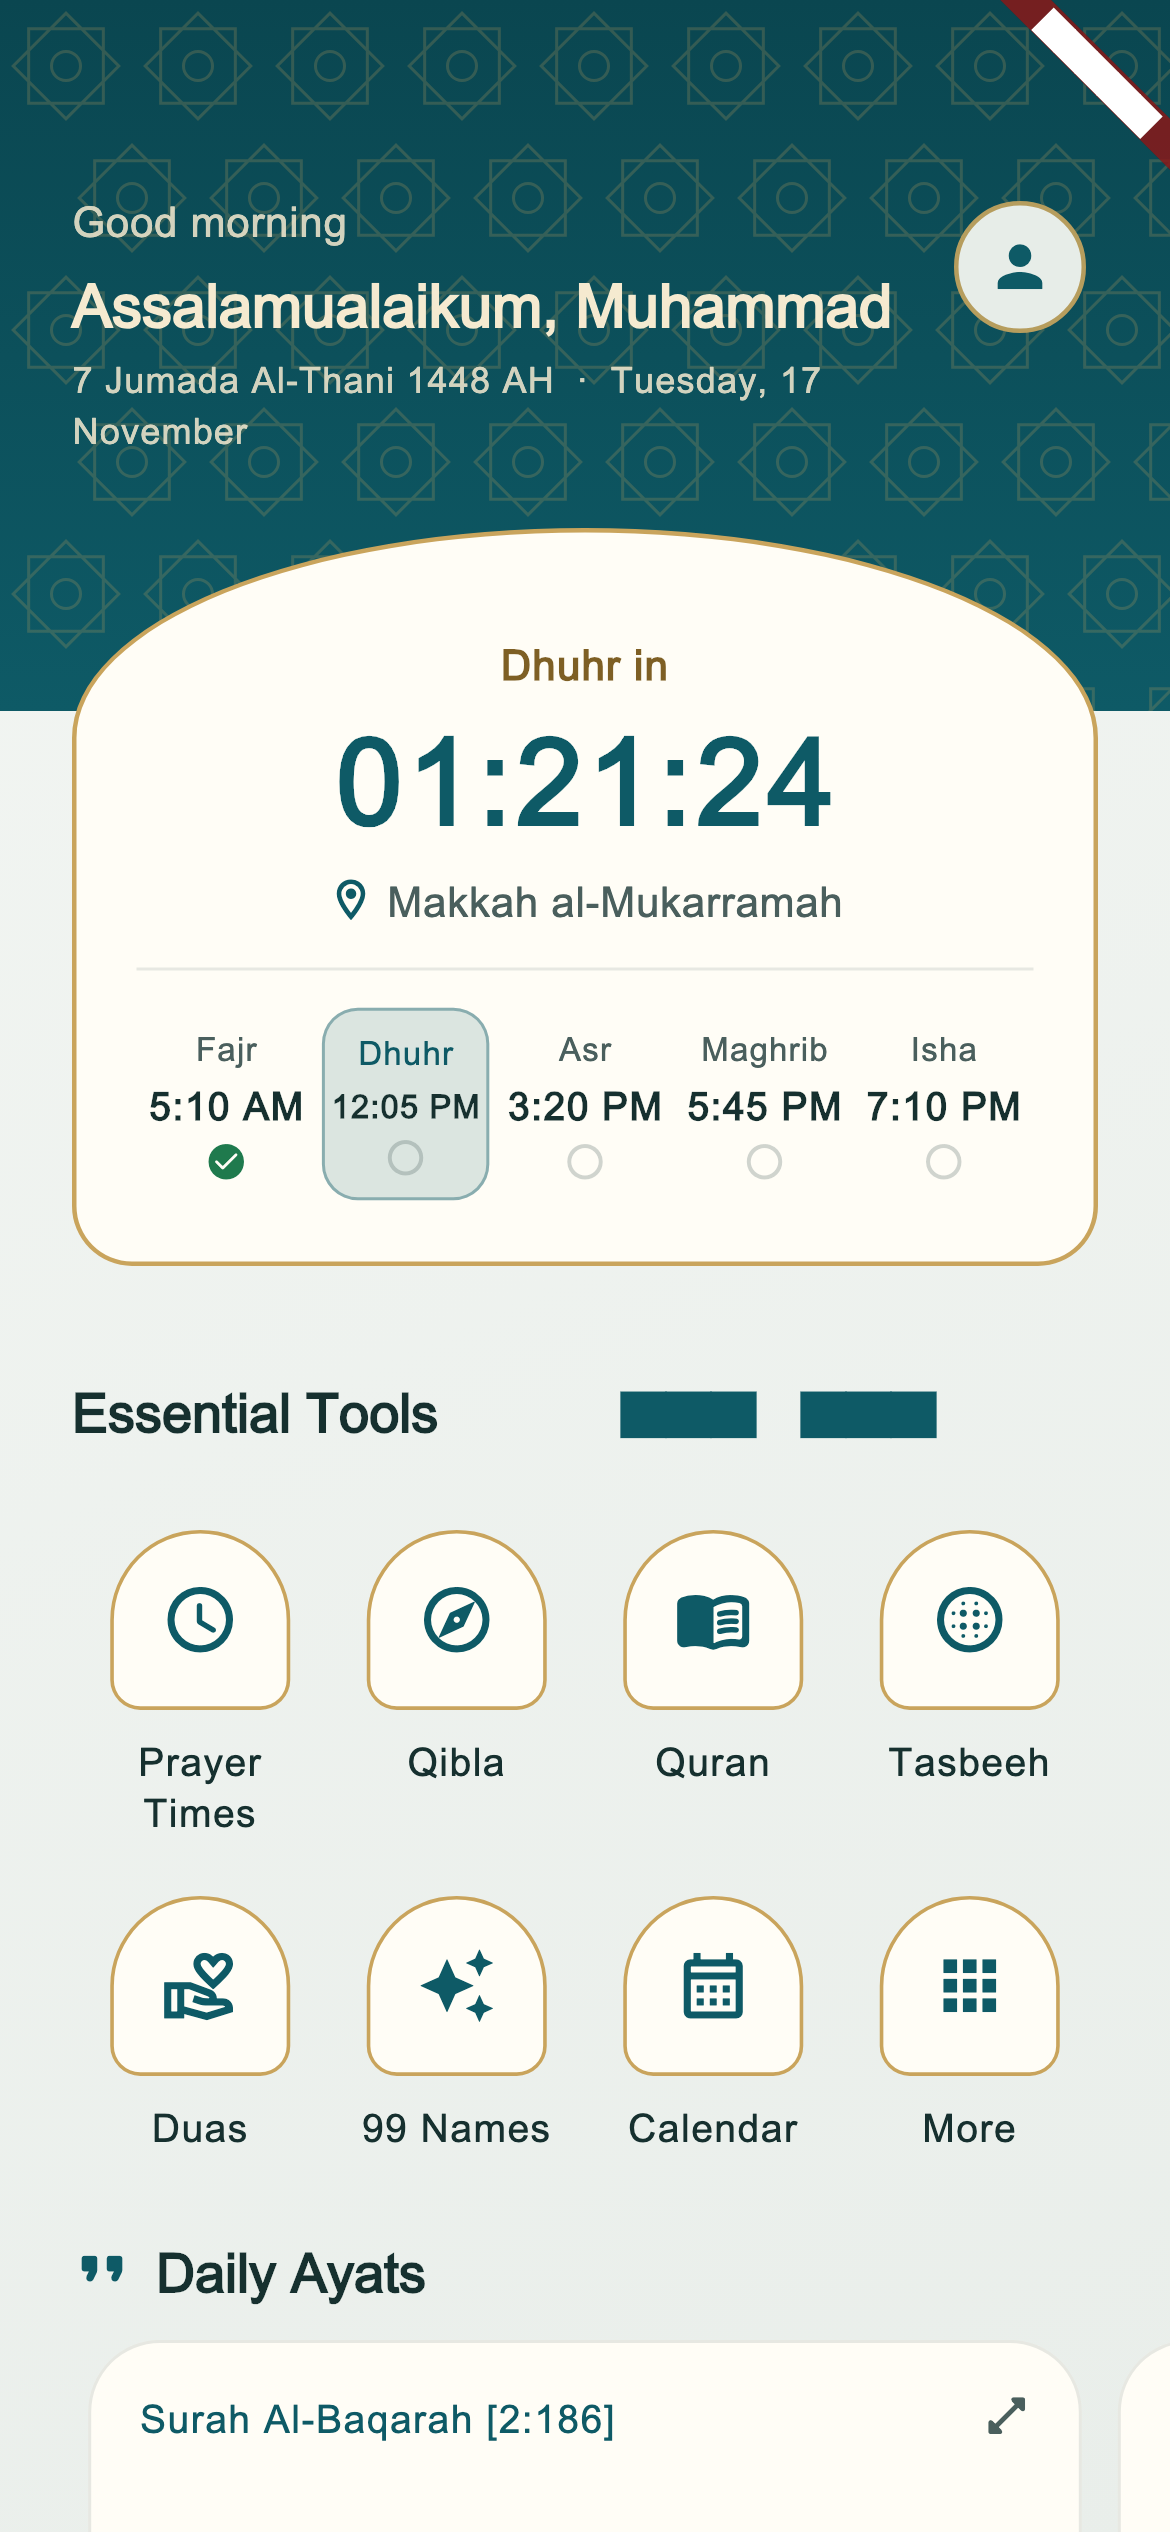 Good morning
Assalamualaikum, Muhammad
7 Jumada Al-Thani 1448 AH · Tuesday, 17
November
Dhuhr in
01:21:24
Makkah al-Mukarramah
Fajr Dhuhr Asr Maghrib Isha
5:10 AM 12:05 PM 3:20 PM 5:45 PM 7:10 PM
Essential Tools
Prayer Times
Qibla
Quran
Tasbeeh
Duas
99 Names
Calendar
More
Daily Ayats
Surah Al-Baqarah [2:186]